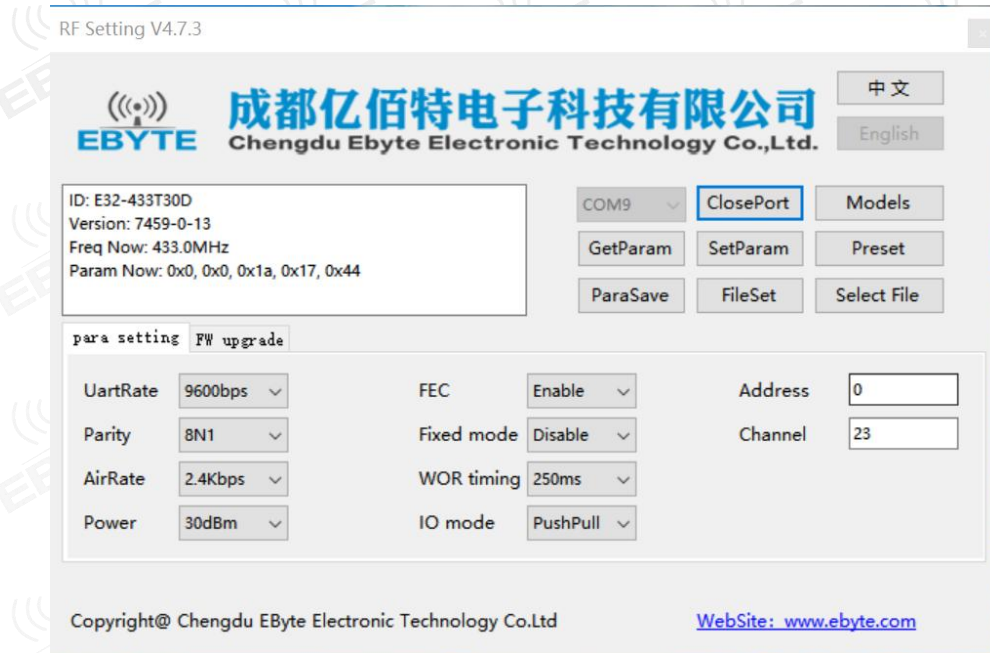 RF Setting V4.7.3
EBYTE
成都亿佰特电子科技有限公司
Chengdu Ebyte Electronic Technology Co.,Ltd.
中文
English
ID: E32-433T30D
Version: 7459-0-13
Freq Now: 433.0MHz
Param Now: 0x0, 0x0, 0x1a, 0x17, 0x44
COM9 ClosePort Models
GetParam SetParam Preset
ParaSave FileSet Select File
para setting FW upgrade
UartRate 9600bps FEC Enable Address 0
Parity 8N1 Fixed mode Disable Channel 23
AirRate 2.4Kbps WOR timing 250ms
Power 30dBm IO mode PushPull
Copyright@ Chengdu EByte Electronic Technology Co.Ltd
WebSite: www.ebyte.com